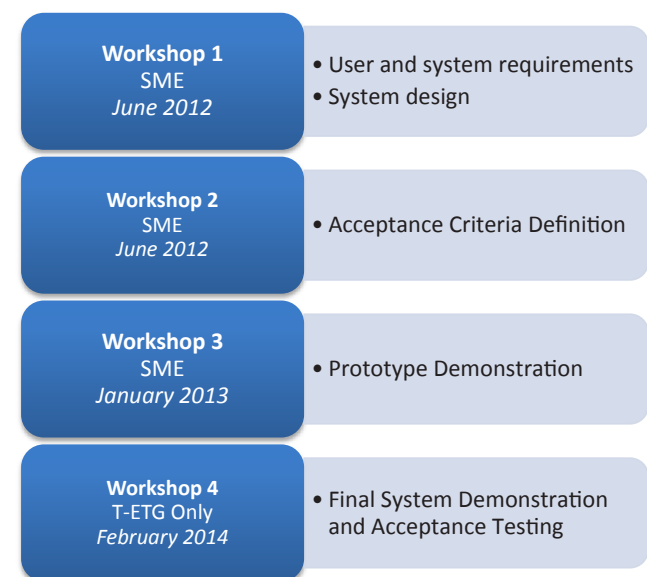 Workshop 1
SME
June 2012
• User and system requirements
• System design
Workshop 2
SME
June 2012
• Acceptance Criteria Definition
Workshop 3
SME
January 2013
• Prototype Demonstration
Workshop 4
T-ETG Only
February 2014
• Final System Demonstration
and Acceptance Testing